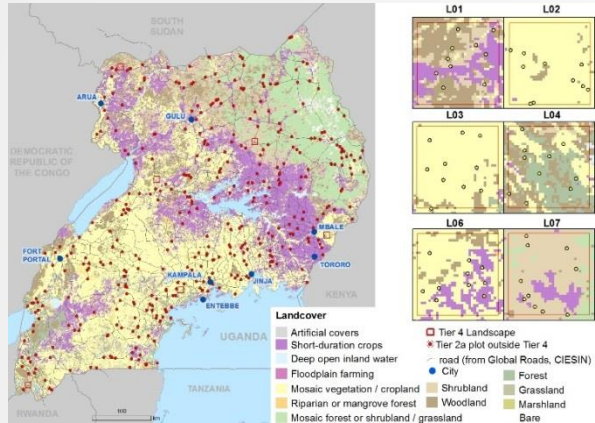 SOUTH
SUDAN
ARUA
GULU
DEMOCRATIC
REPUBLIC OF
THE CONGO
MBALE
FORT
PORTAL
TORORO
KAMPALA
JINJA
ENTEBBE
KENYA
UGANDA
TANZANIA
RWANDA
100
km
L01
L02
L03
L04
L06
L07
Landcover
Artificial covers
Short-duration crops
Deep open inland water
Floodplain farming
Mosaic vegetation / cropland
Riparian or mangrove forest
Mosaic forest or shrubland / grassland
Tier 4 Landscape
Tier 2a plot outside Tier 4
road (from Global Roads, CIESIN)
City
Shrubland
Woodland
Forest
Grassland
Marshland
Bare